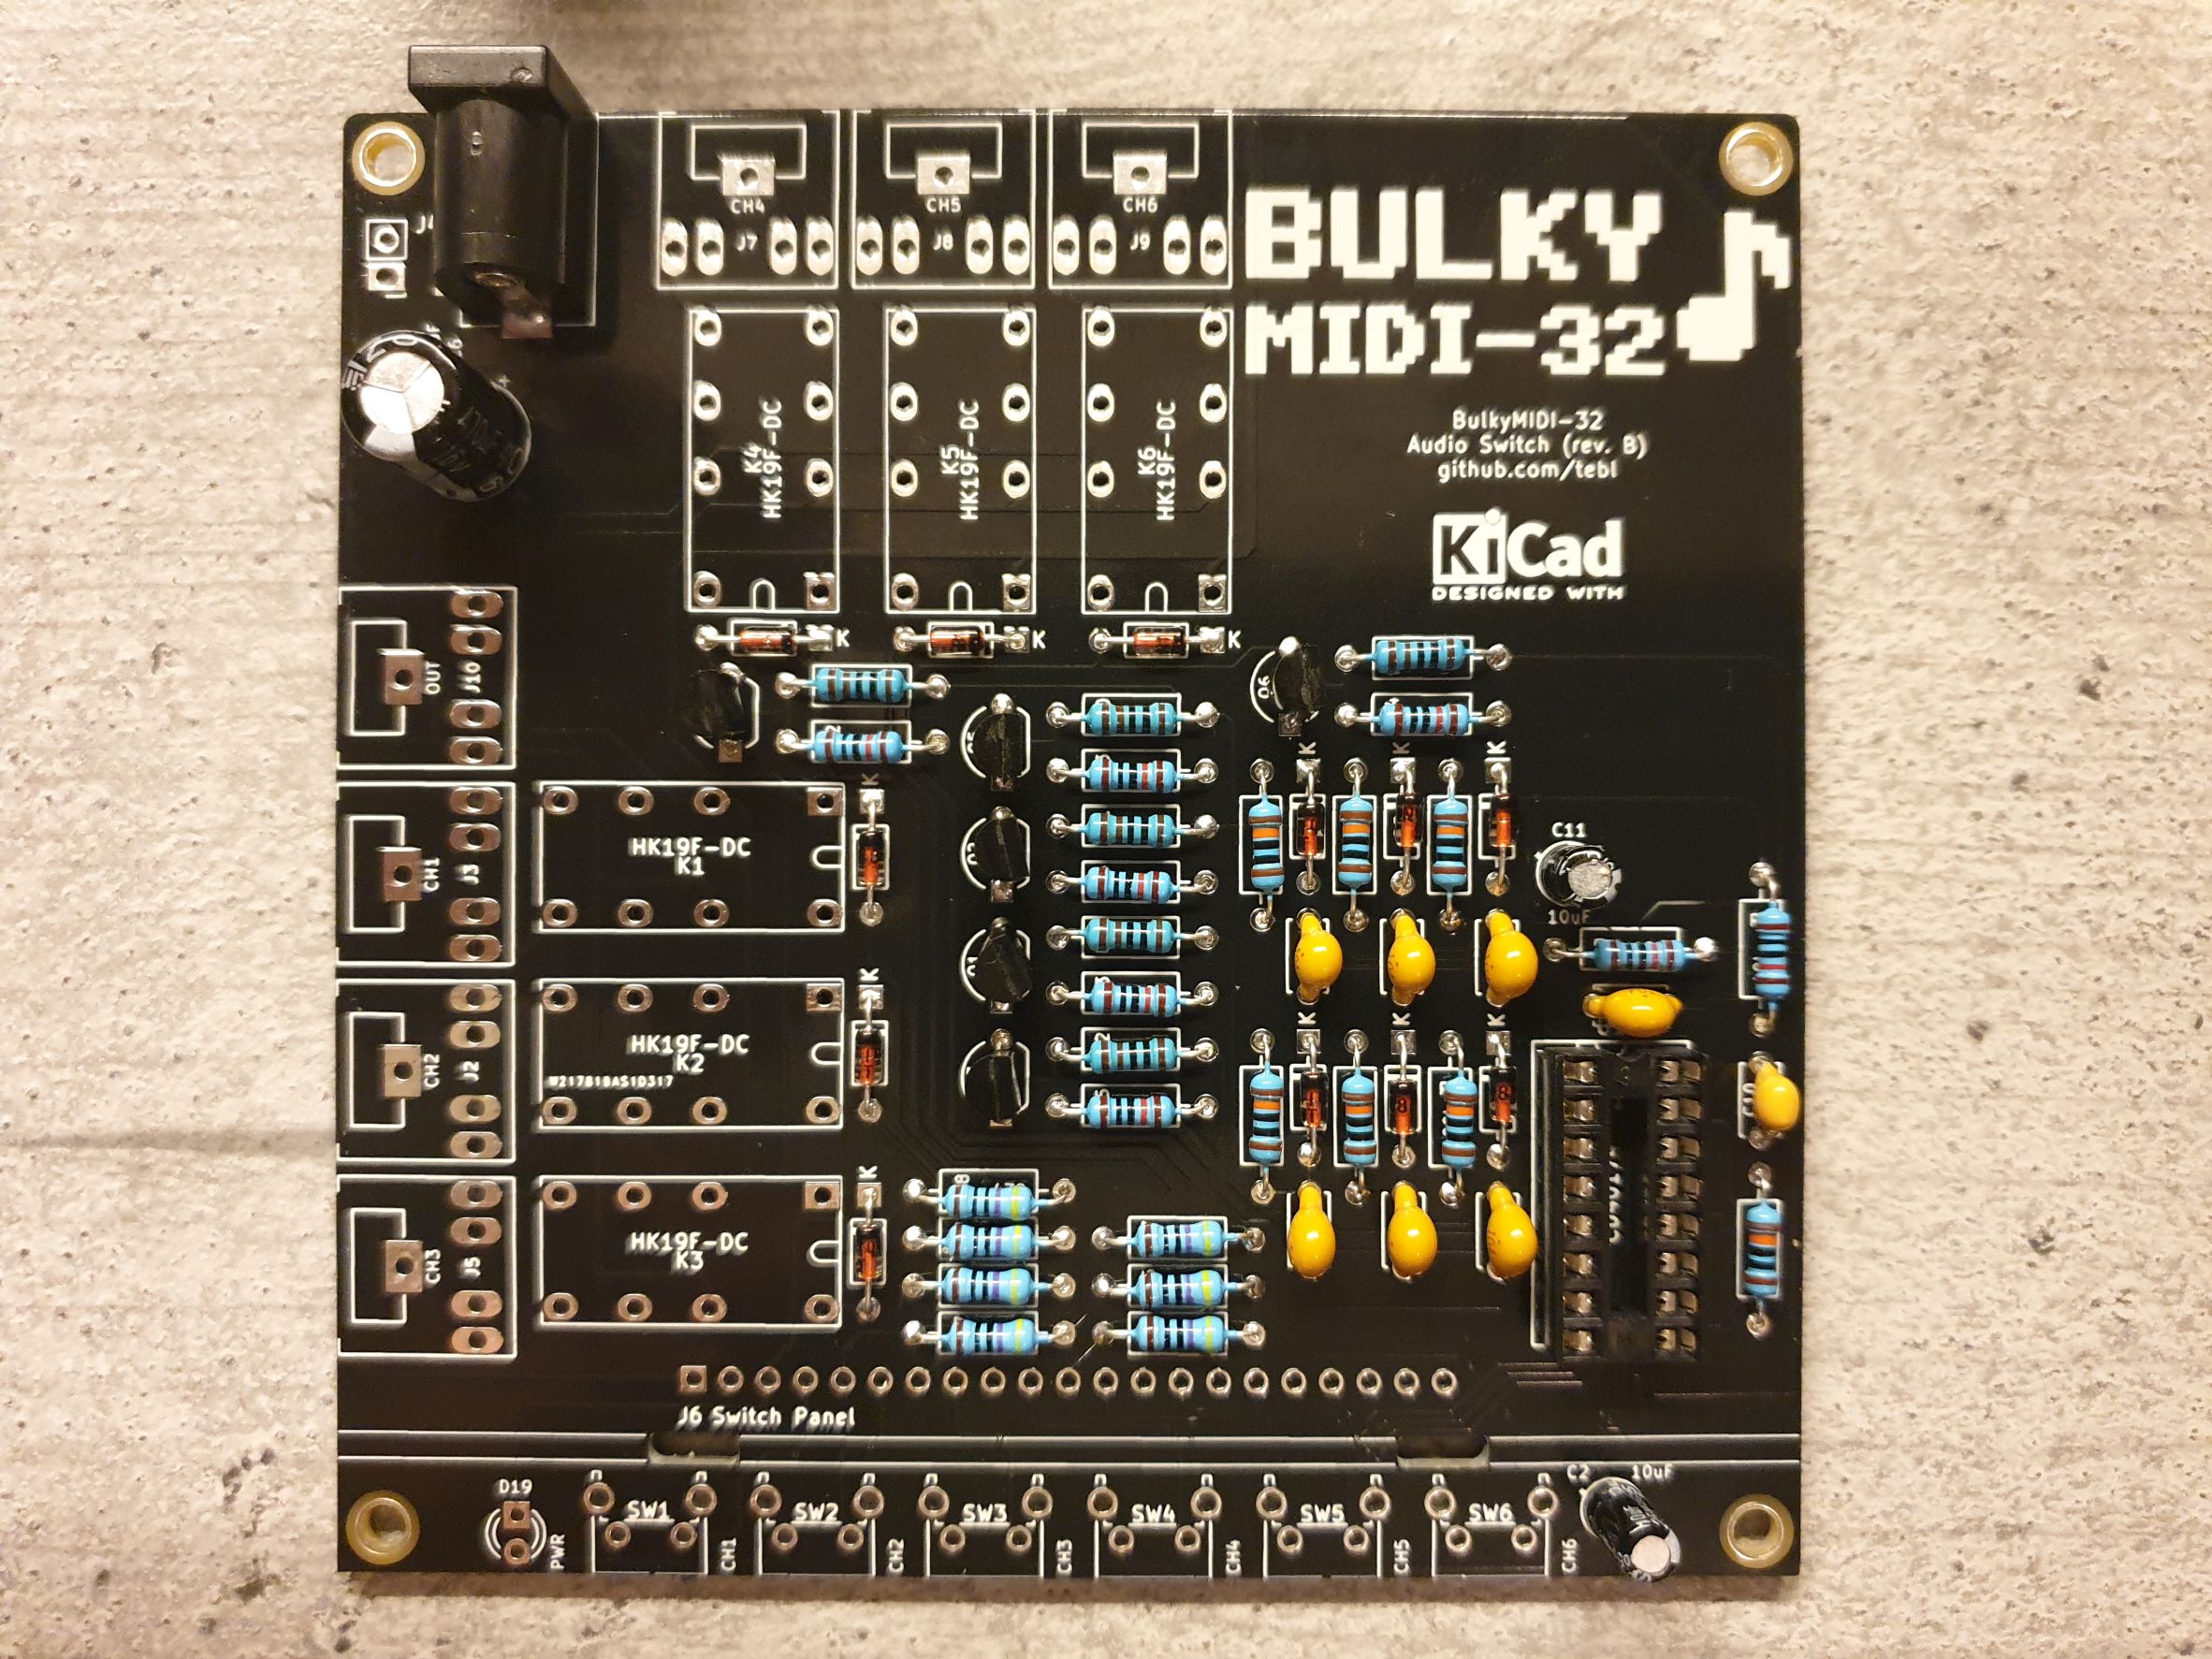 CH4
CH5
CH6
J7
J8
J9
BULKY
MIDI-32
BulkyMIDI-32
Audio Switch (rev. B)
github.com/tebl
K4
HK19F-DC
K5
HK19F-DC
K6
HK19F-DC
KiCad
DESIGNED WITH
K
K
K
OUT
J10
Q6
K
K
K
K
HK19F-DC
K1
CH1
J3
C11
10uF
K
HK19F-DC
K2
W217818AS1D317
CH2
J2
Q1
K
K
K
K
HK19F-DC
K3
CH3
J5
J6 Switch Panel
D19
PWR
SW1
CH1
SW2
CH2
SW3
CH3
SW4
CH4
SW5
CH5
SW6
CH6
C2
10uF